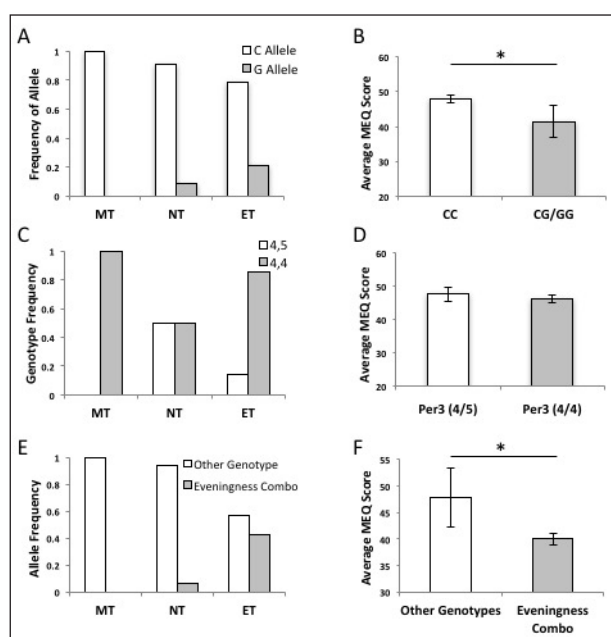 A
Frequency of Allele
1
0.8
0.6
0.4
0.2
0
C Allele
G Allele
MT NT ET
B
*
Average MEQ Score
60
50
40
30
20
CC CG/GG
C
Genotype Frequency
1
0.8
0.6
0.4
0.2
0
4,5
4,4
MT NT ET
D
Average MEQ Score
60
50
40
30
20
Per3 (4/5) Per3 (4/4)
E
Allele Frequency
1
0.8
0.6
0.4
0.2
0
Other Genotype
Eveningness Combo
MT NT ET
F
*
Average MEQ Score
55
50
45
40
35
30
Other Genotypes Eveningness
Combo